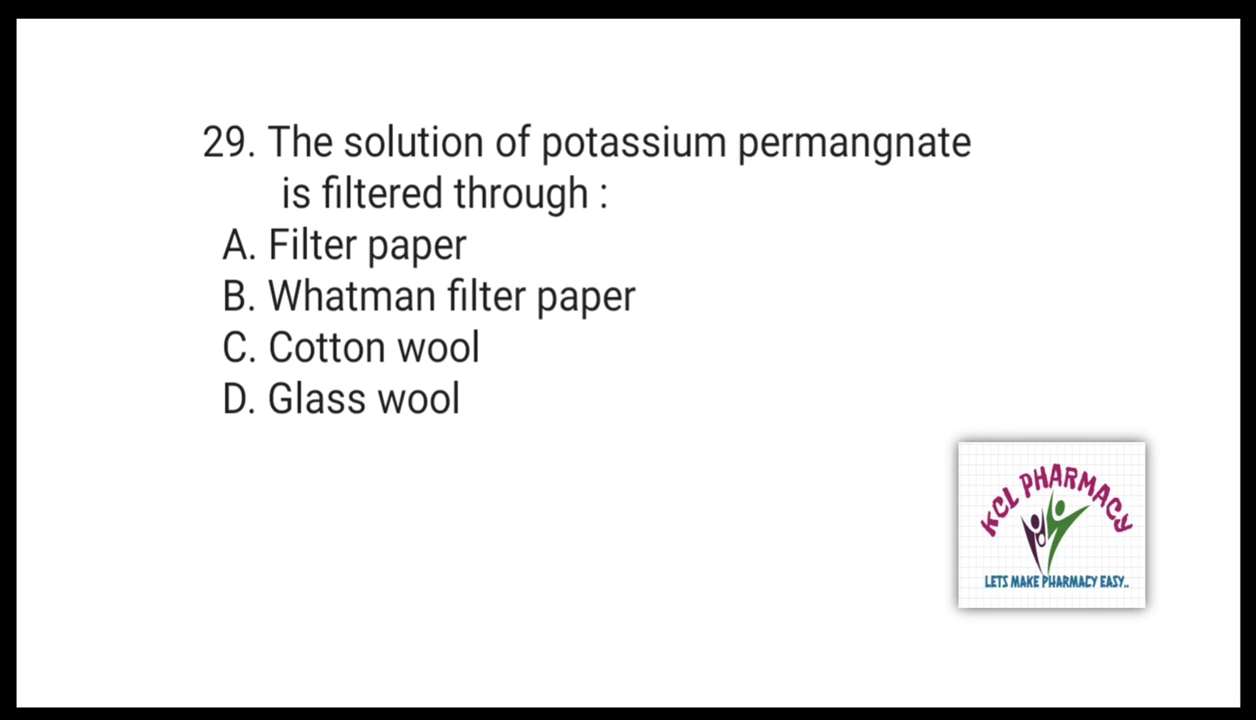 29. The solution of potassium permangnate
is filtered through :
A. Filter paper
B. Whatman filter paper
C. Cotton wool
D. Glass wool
KCL PHARMACY
LETS MAKE PHARMACY EASY..